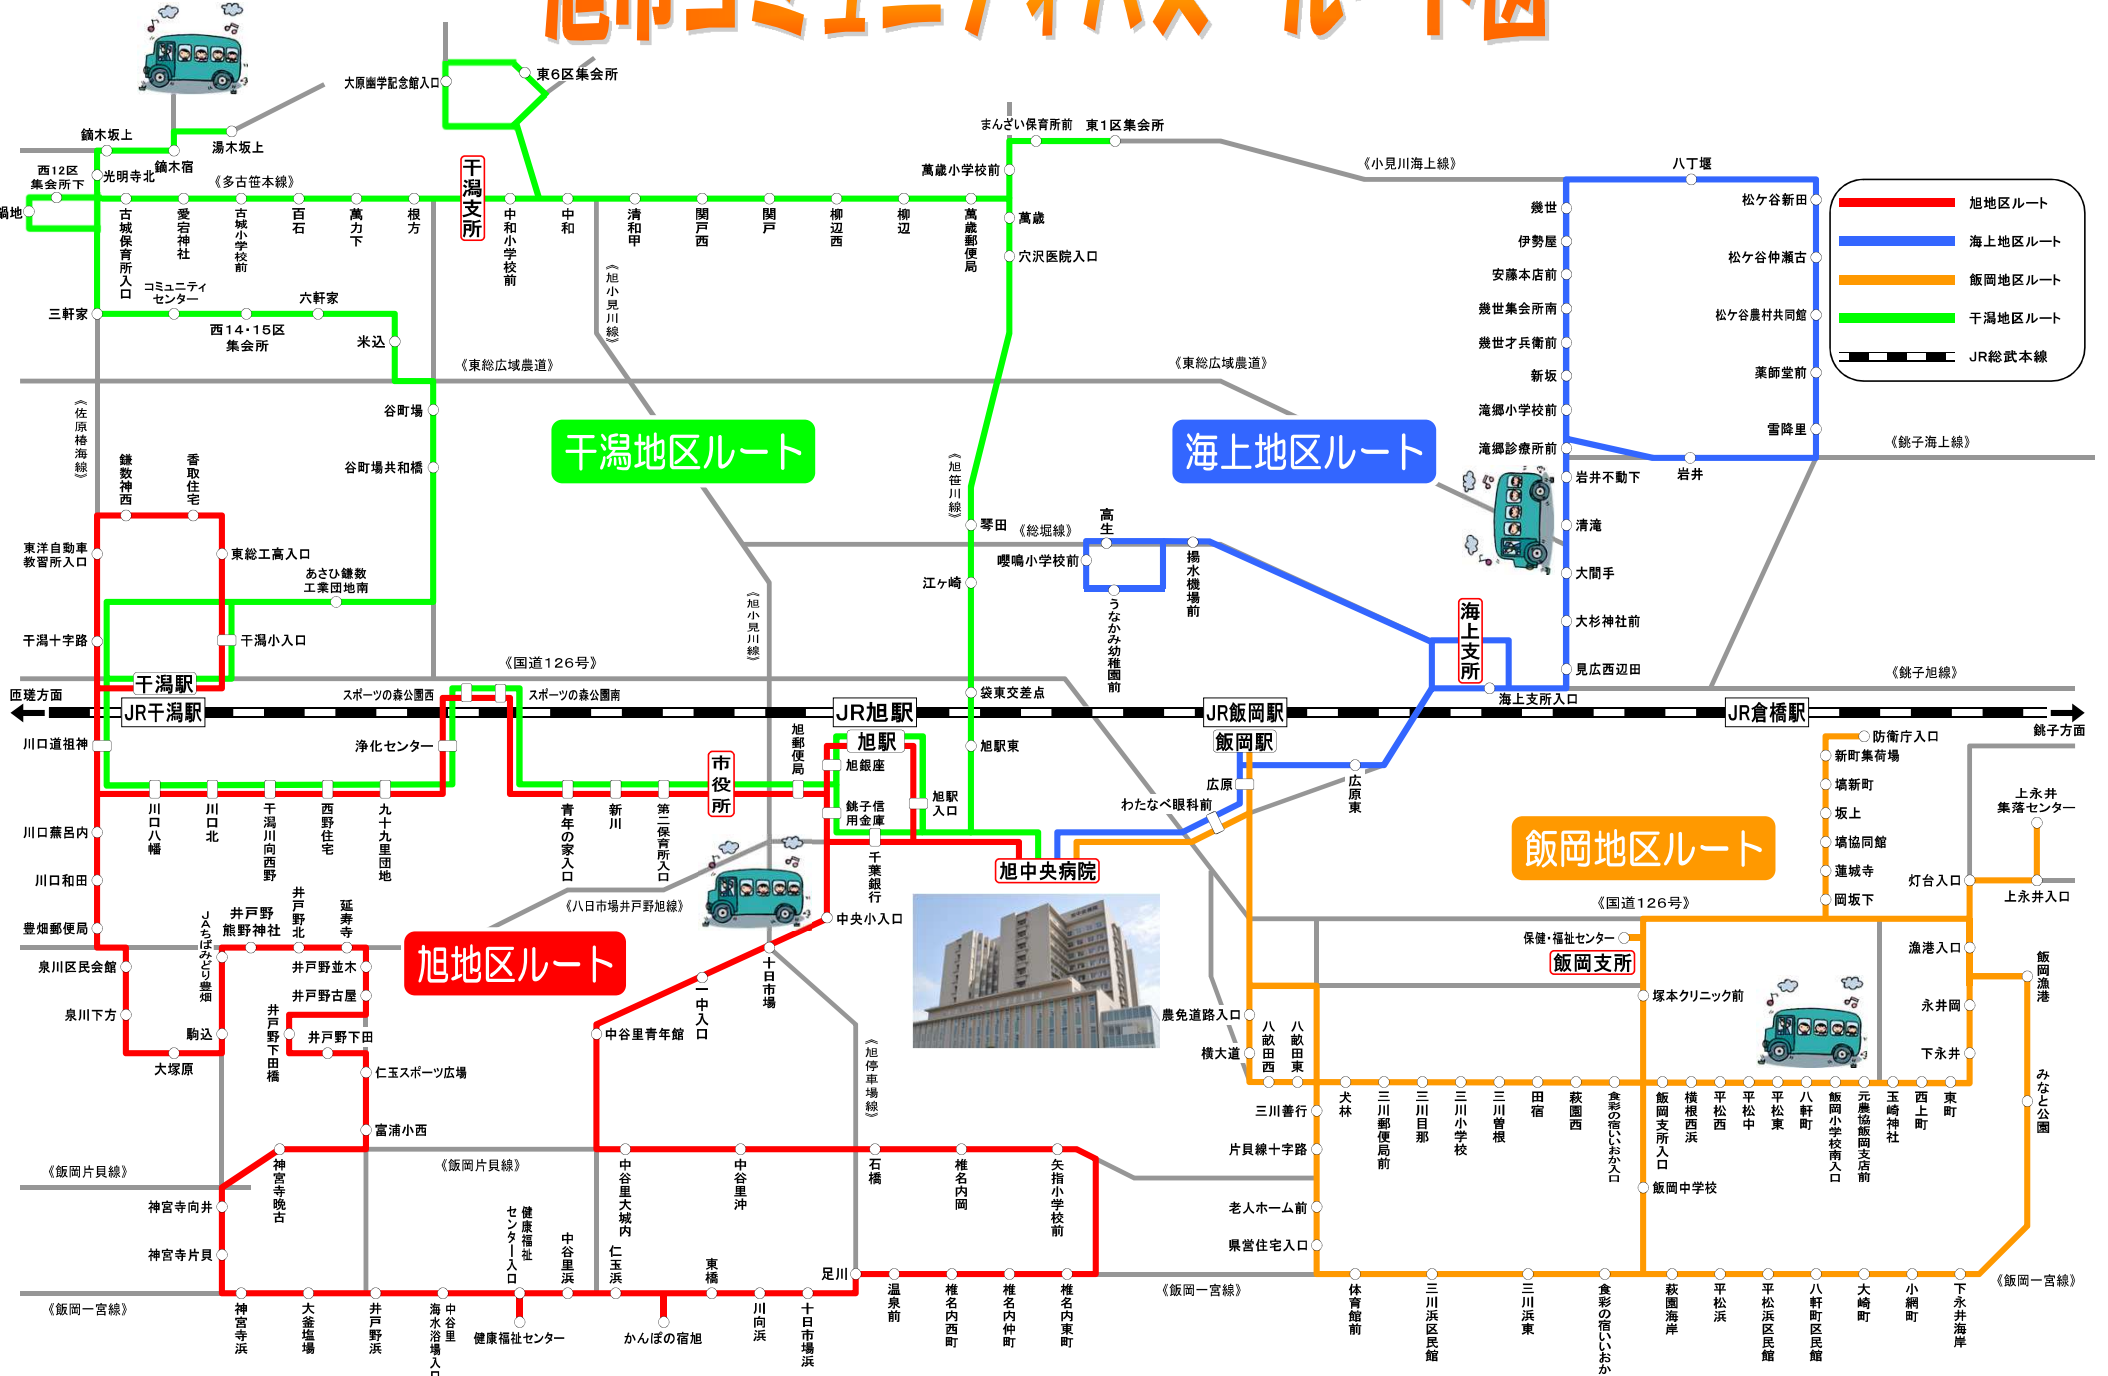 旭市コミュニティバス ルート図
大原幽学記念館入口
東6区集会所
鏑木坂上
鏑木宿
湯木坂上
西12区
集会所下
光明寺北
《多古笹本線》
干潟支所
まんざい保育所前
東1区集会所
萬歳小学校前
《小見川海上線》
八丁堰
古城保育所入口
愛宕神社
古城小学校前
百石
萬力下
根方
中和小学校前
中和
清和甲
関戸西
関戸
柳辺西
柳辺
萬歳郵便局
萬歳
穴沢医院入口
《旭小見川線》
三軒家
コミュニティ
センター
西14・15区
集会所
六軒家
米込
《東総広域農道》
《東総広域農道》
谷町場
谷町場共和橋
《佐原椿海線》
干潟地区ルート
海上地区ルート
《旭笹川線》
幾世
伊勢屋
安藤本店前
幾世集会所南
幾世才兵衛前
新坂
滝郷小学校前
滝郷診療所前
岩井不動下
清滝
大間手
大杉神社前
見広西辺田
松ケ谷新田
松ケ谷仲瀬古
松ケ谷農村共同館
薬師堂前
雪降里
岩井
《銚子海上線》
旭地区ルート
海上地区ルート
飯岡地区ルート
干潟地区ルート
JR総武本線
鎌数神西
香取住宅
東洋自動車
教習所入口
東総工高入口
あさひ鎌数
工業団地南
干潟十字路
干潟小入口
琴田
江ヶ崎
《総堀線》
高生
嚶鳴小学校前
うなかみ幼稚園前
揚水機場前
海上支所
海上支所入口
《旭小見川線》
《国道126号》
《銚子旭線》
匝瑳方面
干潟駅
JR干潟駅
スポーツの森公園西
スポーツの森公園南
JR旭駅
旭駅
袋東交差点
旭駅東
JR飯岡駅
飯岡駅
JR倉橋駅
銚子方面
川口道祖神
浄化センター
市役所
旭郵便局
旭銀座
銚子信
用金庫
旭駅
入口
広原
広原東
わたなべ眼科前
川口八幡
川口北
干潟川向西野
西野住宅
九十九里団地
青年の家入口
新川
第二保育所入口
千葉銀行
旭中央病院
川口蕪呂内
川口和田
豊畑郵便局
《八日市場井戸野旭線》
中央小入口
十日市場
一中入口
中谷里青年館
旭地区ルート
飯岡地区ルート
防衛庁入口
新町集荷場
塙新町
坂上
塙協同館
蓮城寺
岡坂下
上永井
集落センター
灯台入口
上永井入口
《国道126号》
保健・福祉センター
飯岡支所
塚本クリニック前
漁港入口
飯岡漁港
永井岡
下永井
みなと公園
泉川区民会館
泉川下方
大塚原
駒込
JAちばみどり豊畑
井戸野
熊野神社
井戸野北
延寿寺
井戸野並木
井戸野古屋
井戸野下田橋
井戸野下田
仁玉スポーツ広場
富浦小西
《旭停車場線》
農免道路入口
横大道
八畝田西
八畝田東
犬林
三川郵便局前
三川目那
三川小学校
三川曽根
田宿
萩園西
食彩の宿いいおか入口
飯岡支所入口
横根西浜
平松西
平松中
平松東
八軒町
飯岡小学校南入口
元農協飯岡支店前
玉崎神社
西上町
東町
三川善行
片貝線十字路
老人ホーム前
県営住宅入口
飯岡中学校
《飯岡片貝線》
《飯岡片貝線》
神宮寺晩古
神宮寺向井
神宮寺片貝
中谷里大城内
中谷里沖
石橋
椎名内岡
矢指小学校前
《飯岡一宮線》
神宮寺浜
大釜塩場
井戸野浜
中谷里
海水浴場入口
健康福祉
センター入口
健康福祉センター
中谷里浜
仁玉浜
かんぽの宿旭
東橋
川向浜
十日市場浜
足川
温泉前
椎名内西町
椎名内仲町
椎名内東町
《飯岡一宮線》
体育館前
三川浜区民館
三川浜東
食彩の宿いいおか
萩園海岸
平松浜
平松浜区民館
八軒町区民館
大崎町
小網町
下永井海岸
《飯岡一宮線》